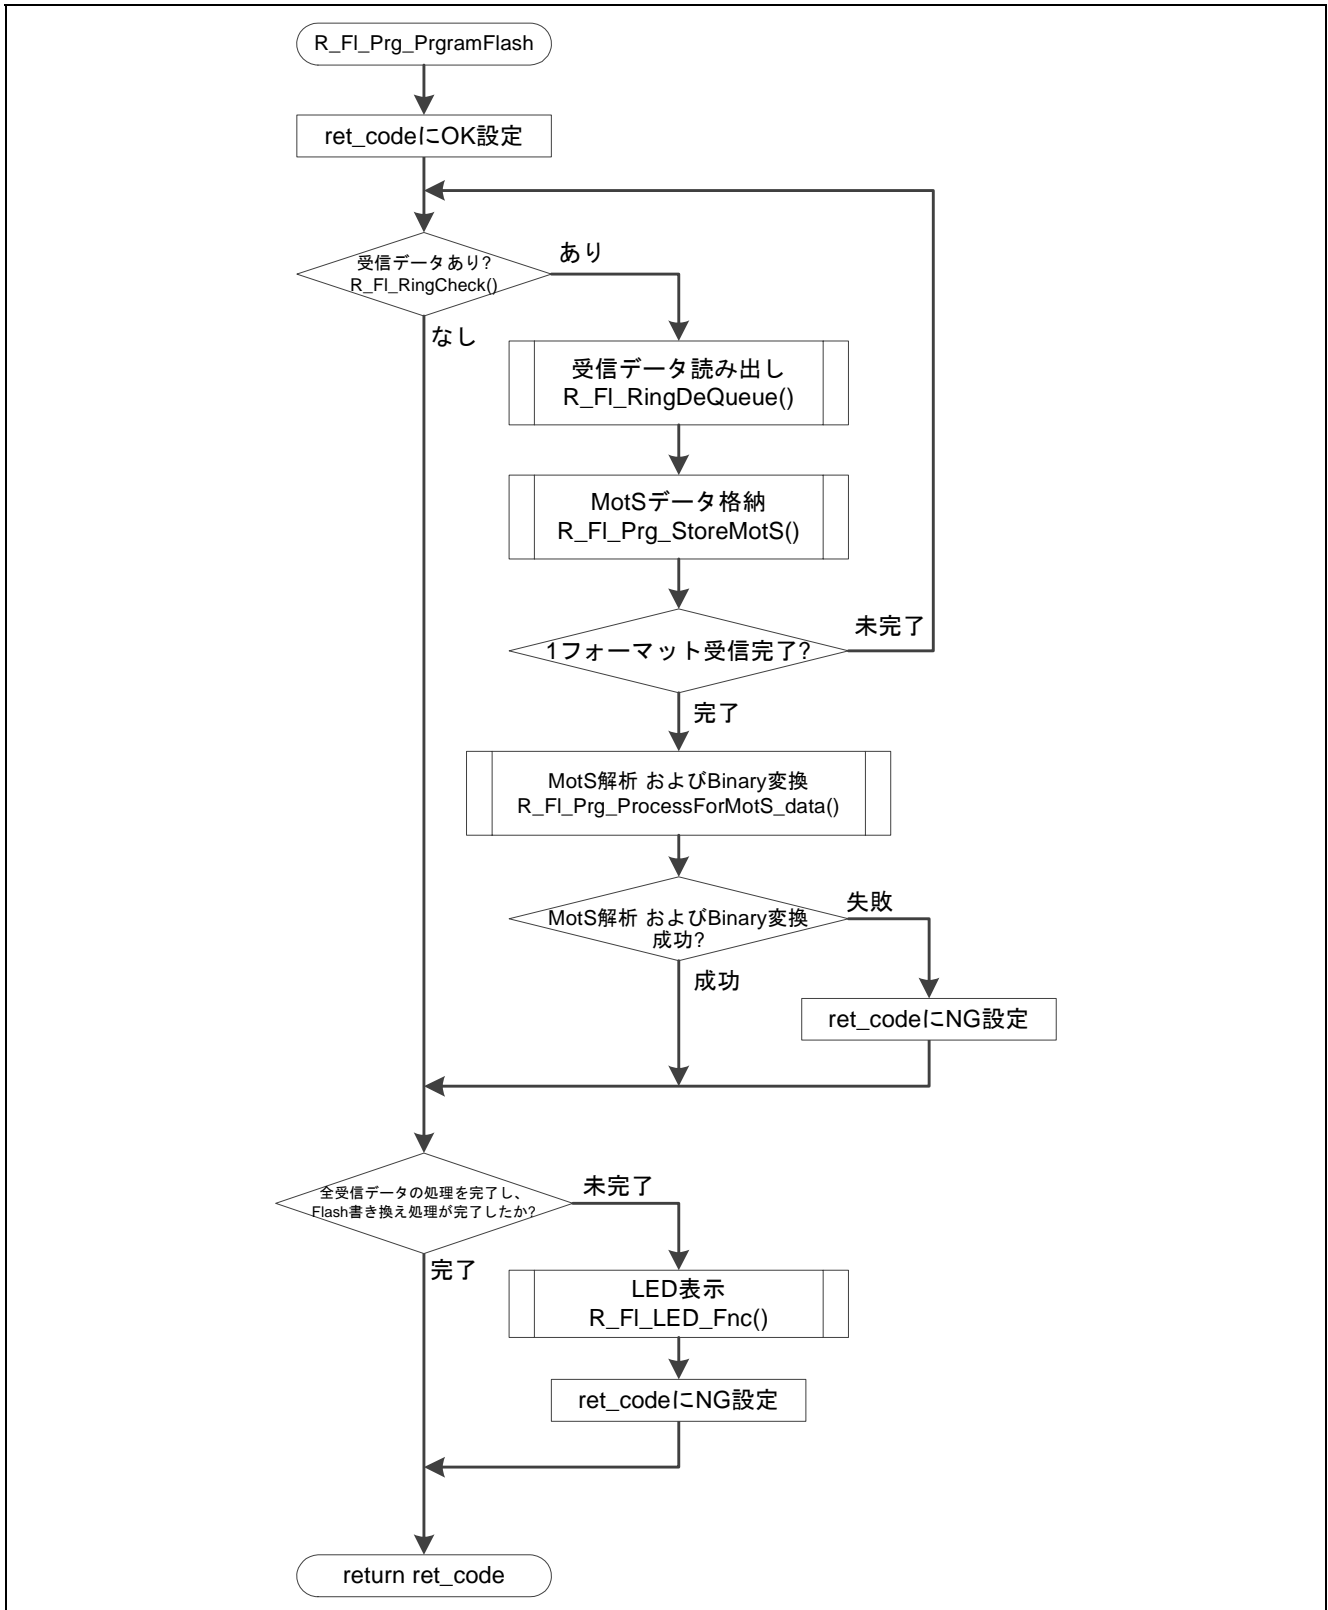 R_Fl_Prg_PrgramFlash
ret_codeにOK設定
受信データあり?
R_Fl_RingCheck()
あり
なし
受信データ読み出し
R_Fl_RingDeQueue()
MotSデータ格納
R_Fl_Prg_StoreMotS()
1フォーマット受信完了?
未完了
完了
MotS解析 およびBinary変換
R_Fl_Prg_ProcessForMotS_data()
MotS解析 およびBinary変換
成功?
失敗
成功
ret_codeにNG設定
全受信データの処理を完了し、
Flash書き換え処理が完了したか?
未完了
完了
LED表示
R_Fl_LED_Fnc()
ret_codeにNG設定
return ret_code